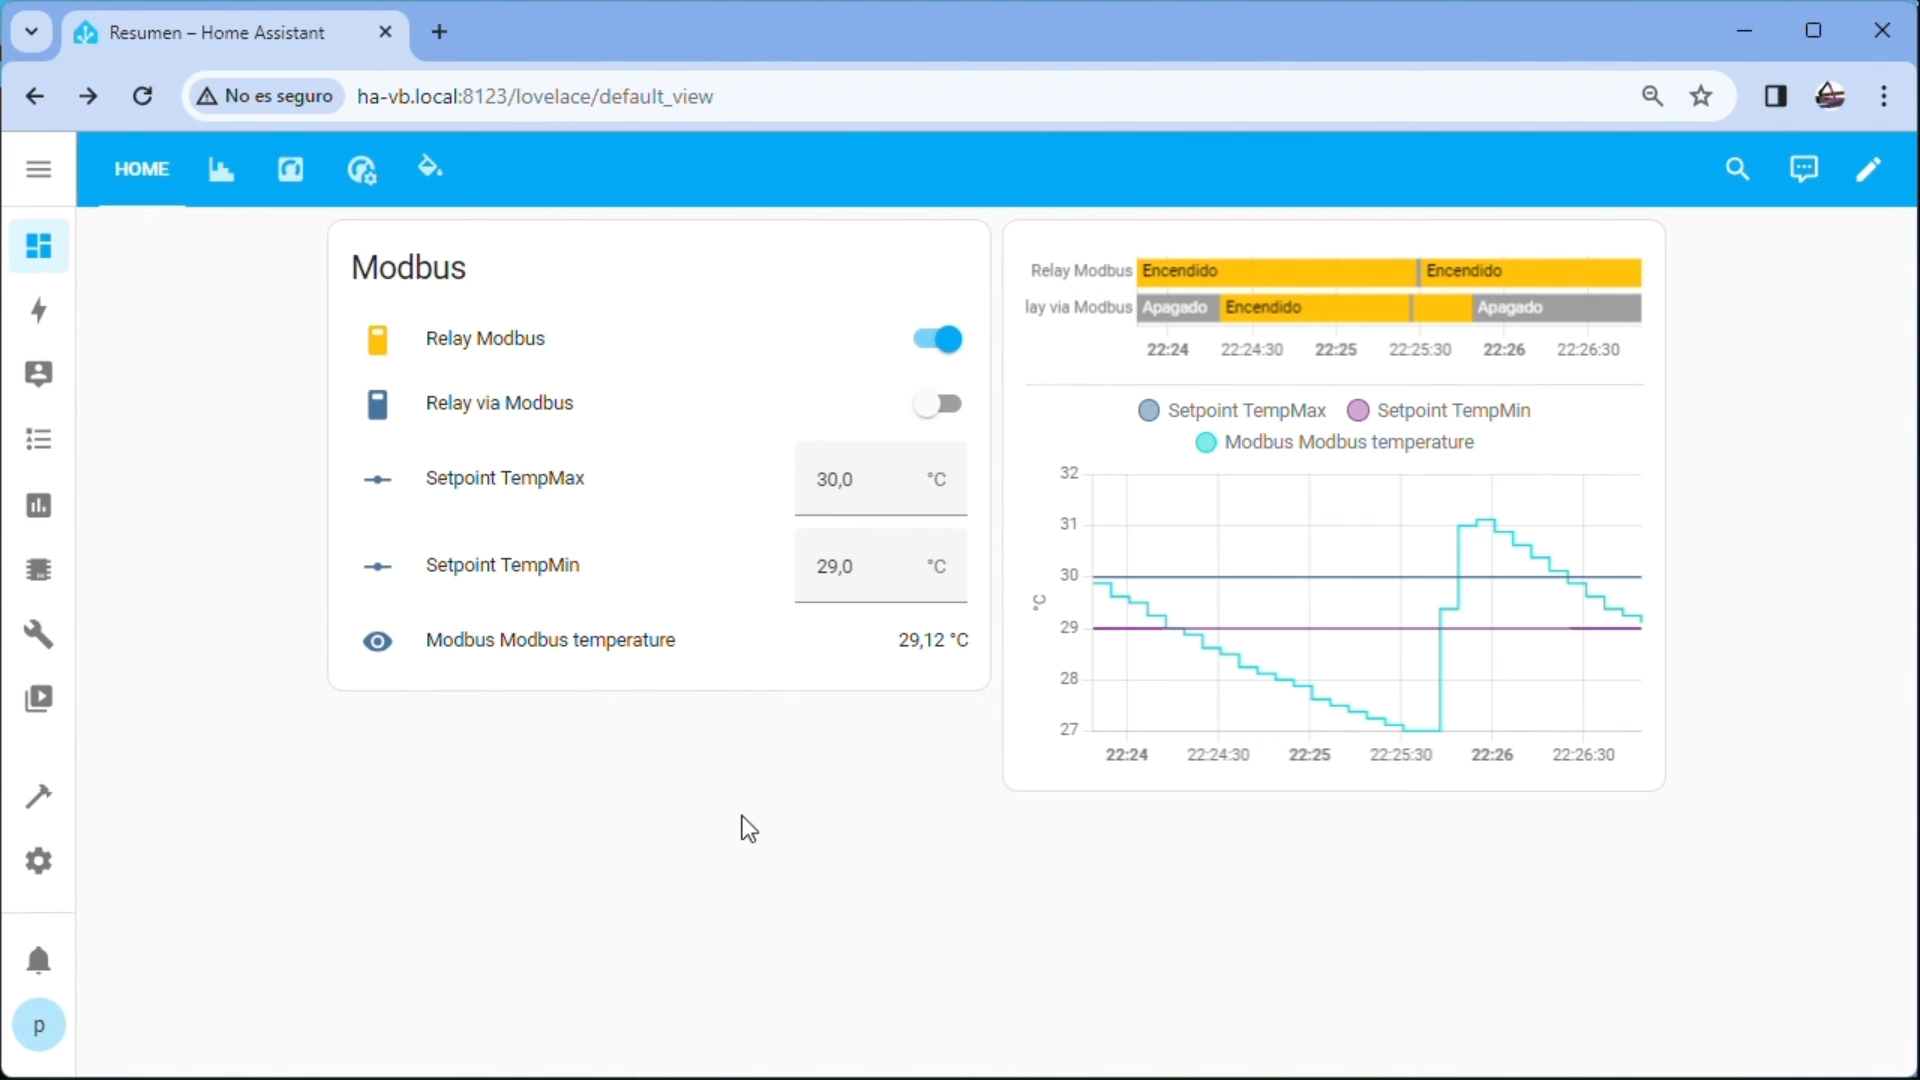 Resumen – Home Assistant
No es seguro
ha-vb.local:8123/lovelace/default_view
HOME
Modbus
Relay Modbus
Relay via Modbus
Setpoint TempMax
30,0 °C
Setpoint TempMin
29,0 °C
Modbus Modbus temperature
29,12 °C
Relay Modbus Encendido Encendido
lay via Modbus Apagado Encendido Apagado
22:24 22:24:30 22:25 22:25:30 22:26 22:26:30
Setpoint TempMax Setpoint TempMin
Modbus Modbus temperature
32
31
30
°C
29
28
27
22:24 22:24:30 22:25 22:25:30 22:26 22:26:30
p